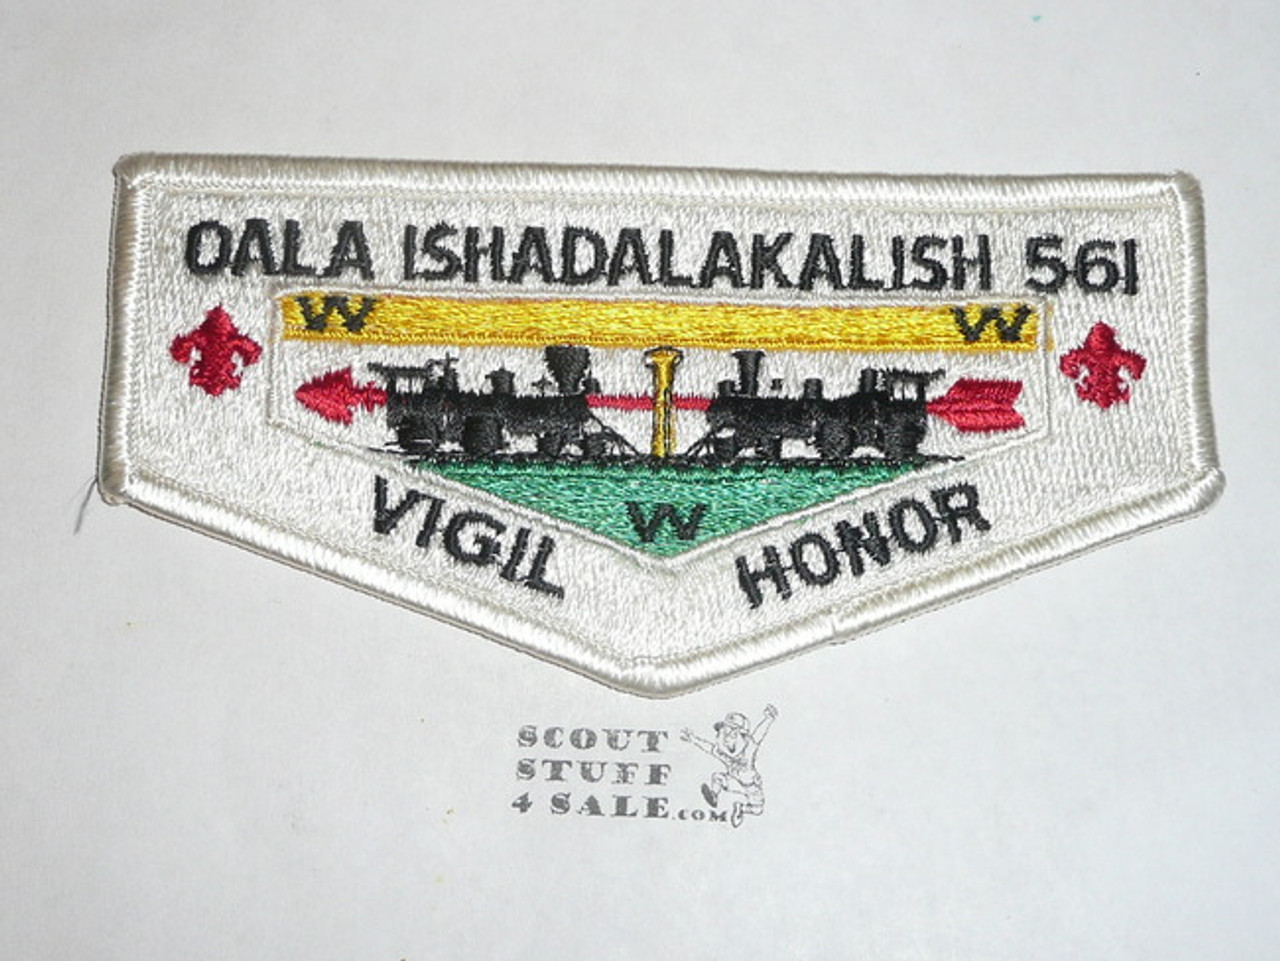 OALA ISHADALAKALISH 561
W W
W
VIGIL HONOR
SCOUT
STUFF
4 SALE.COM